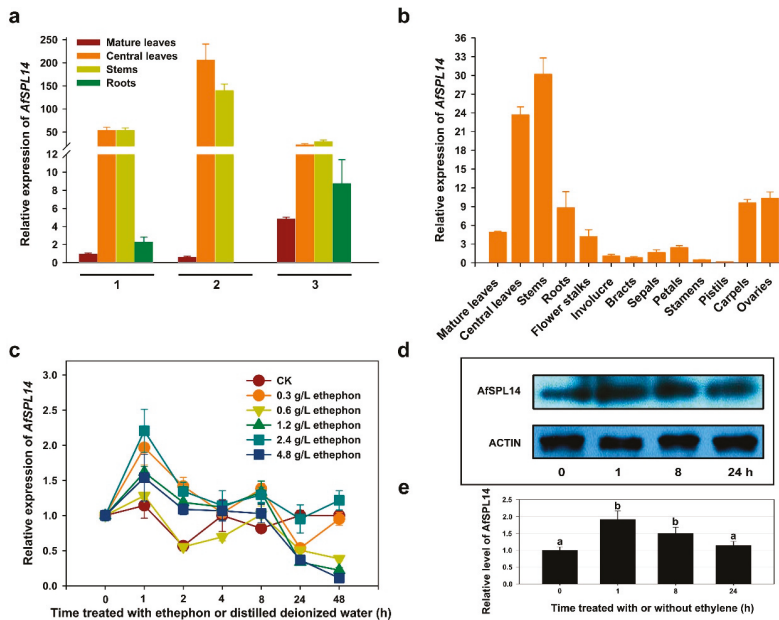 a
Mature leaves
Central leaves
Stems
Roots
Relative expression of AfSPL14
250
200
150
100
50
12
10
8
6
4
2
0
1 2 3
b
Relative expression of AfSPL14
36
33
30
27
24
21
18
15
12
9
6
3
0
Mature leaves
Central leaves
Stems
Roots
Flower stalks
Involucre
Bracts
Sepals
Petals
Stamens
Pistils
Carpels
Ovaries
c
Relative expression of AfSPL14
3.0
2.5
2.0
1.5
1.0
0.5
0.0
CK
0.3 g/L ethephon
0.6 g/L ethephon
1.2 g/L ethephon
2.4 g/L ethephon
4.8 g/L ethephon
0 1 2 4 8 24 48
Time treated with ethephon or distilled deionized water (h)
d
AfSPL14
ACTIN
0 1 8 24 h
e
Relative level of AfSPL14
2.5
2.0
1.5
1.0
0.5
0.0
a b b a
0 1 8 24
Time treated with or without ethylene (h)